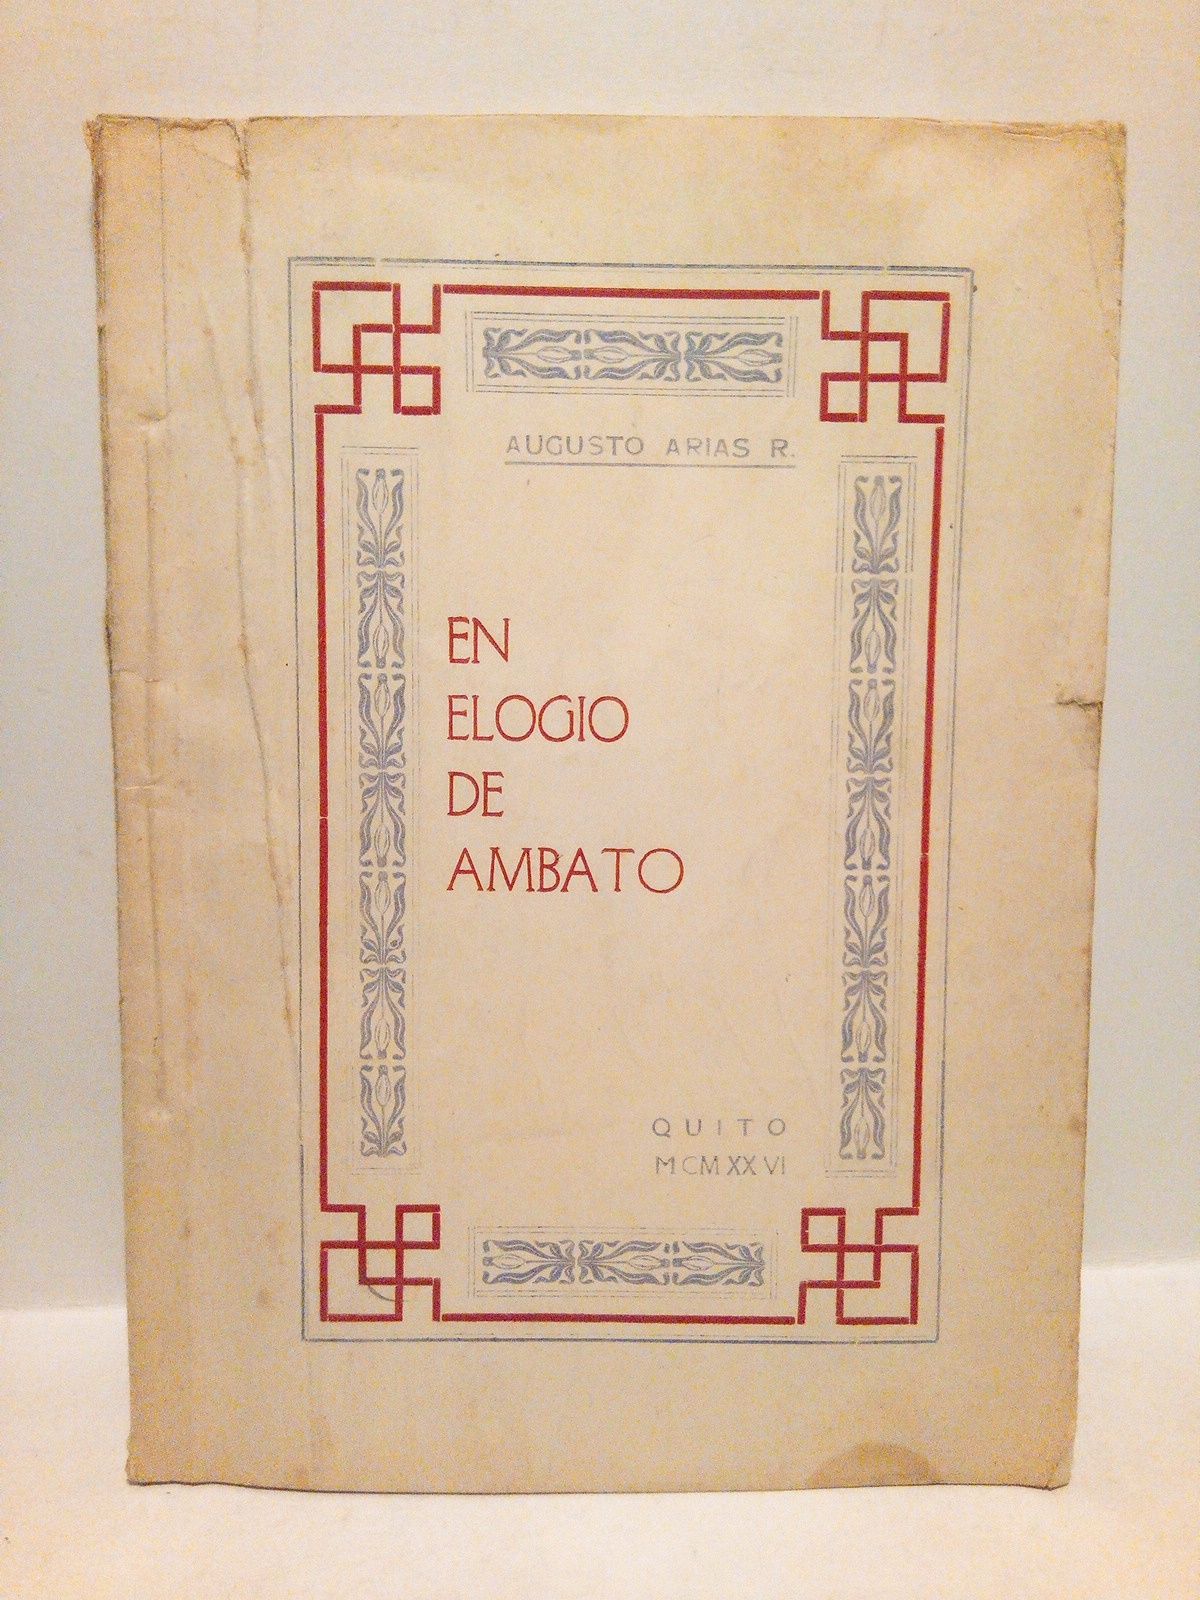 AUGUSTO ARIAS R.
EN
ELOGIO
DE
AMBATO
QUITO
MCMXXVI